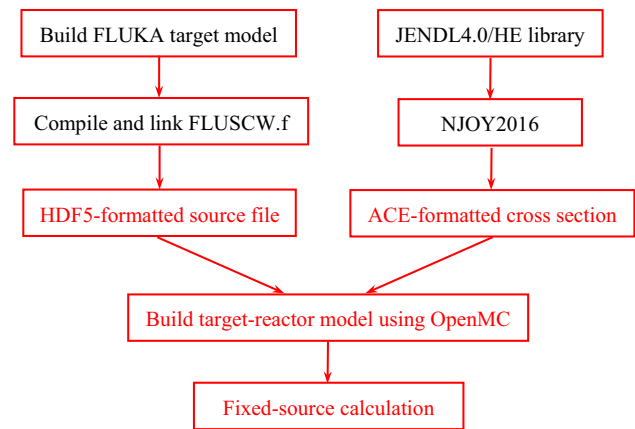 Build FLUKA target model
JENDL4.0/HE library
Compile and link FLUSCW.f
NJOY2016
HDF5-formatted source file
ACE-formatted cross section
Build target-reactor model using OpenMC
Fixed-source calculation